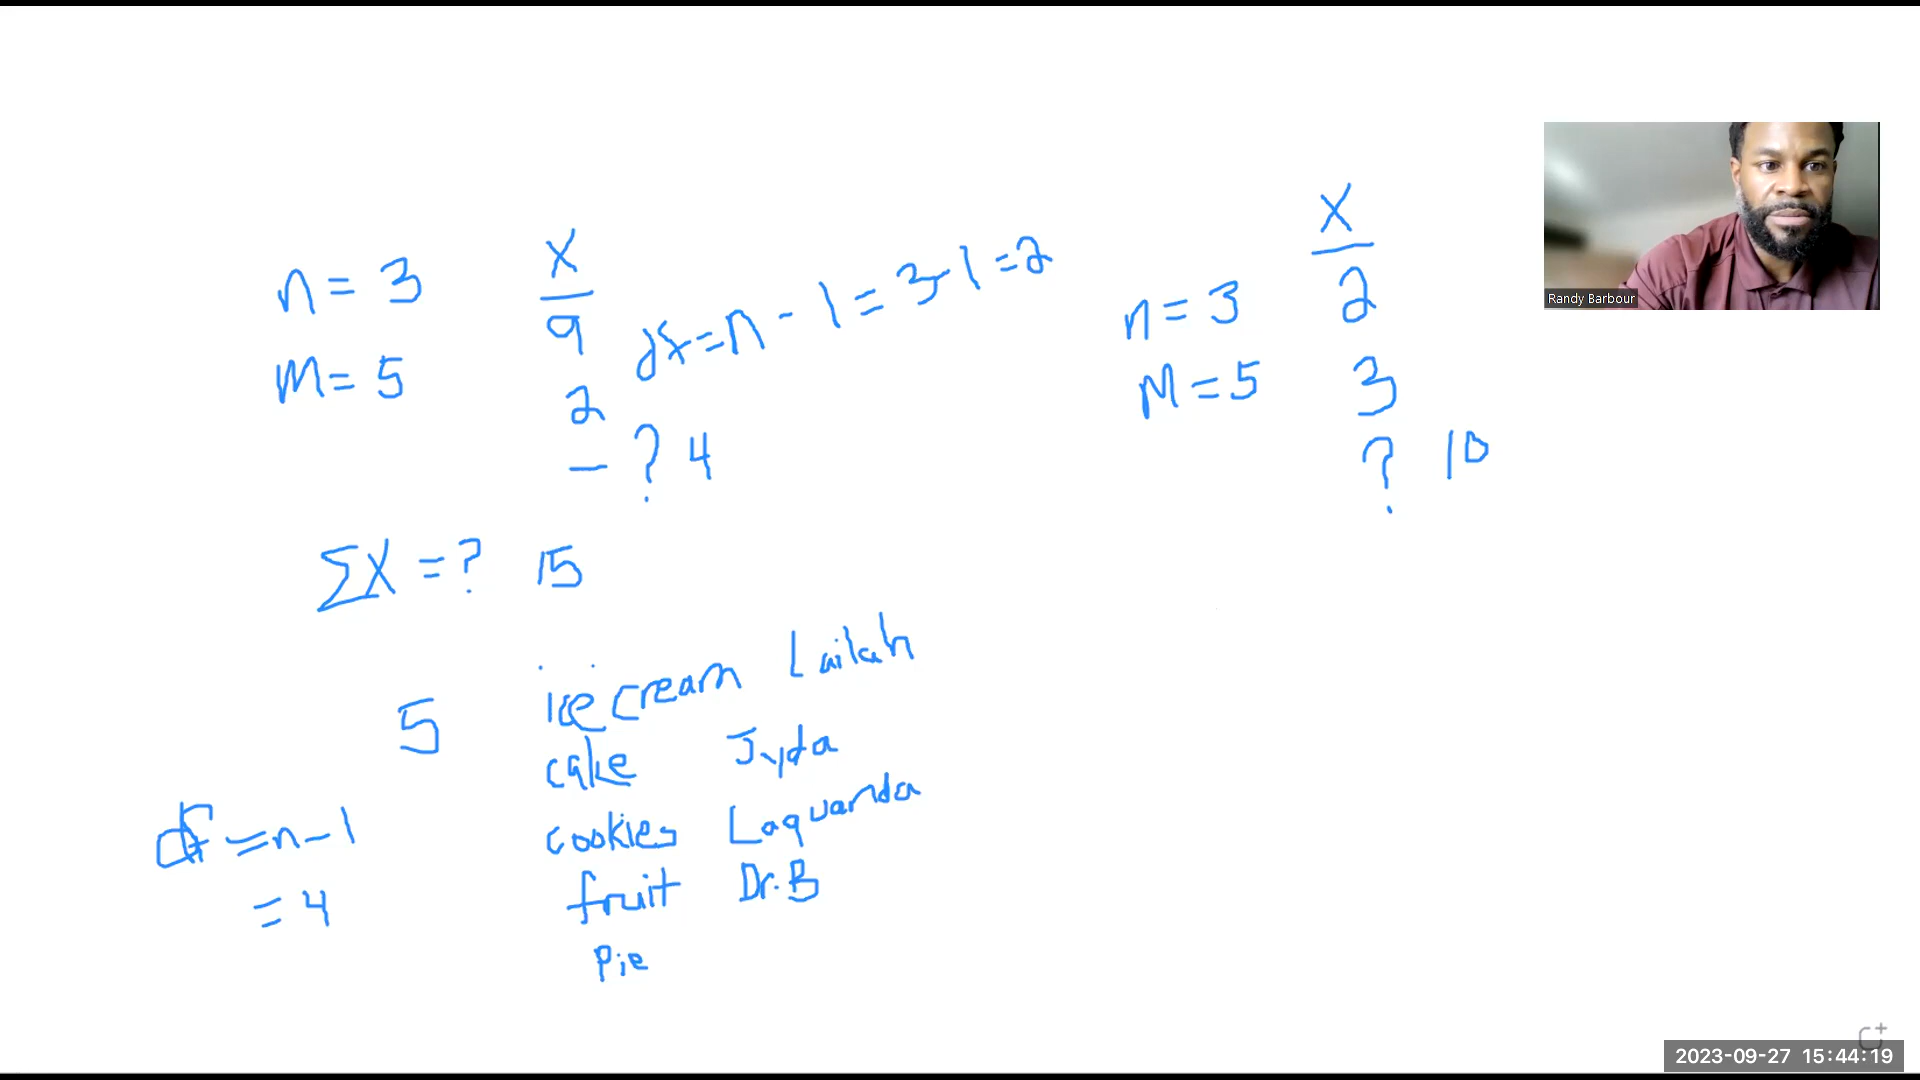 n = 3
M = 5
X
9
2
– ? 4
df = n - 1 = 3 - 1 = 2
ΣX = ? 15
n = 3
M = 5
X
2
3
? 10
Randy Barbour
5
ice cream Lailah
cake Jyda
cookies Laquanda
fruit Dr. B
pie
df = n - 1
= 4
2023-09-27 15:44:19